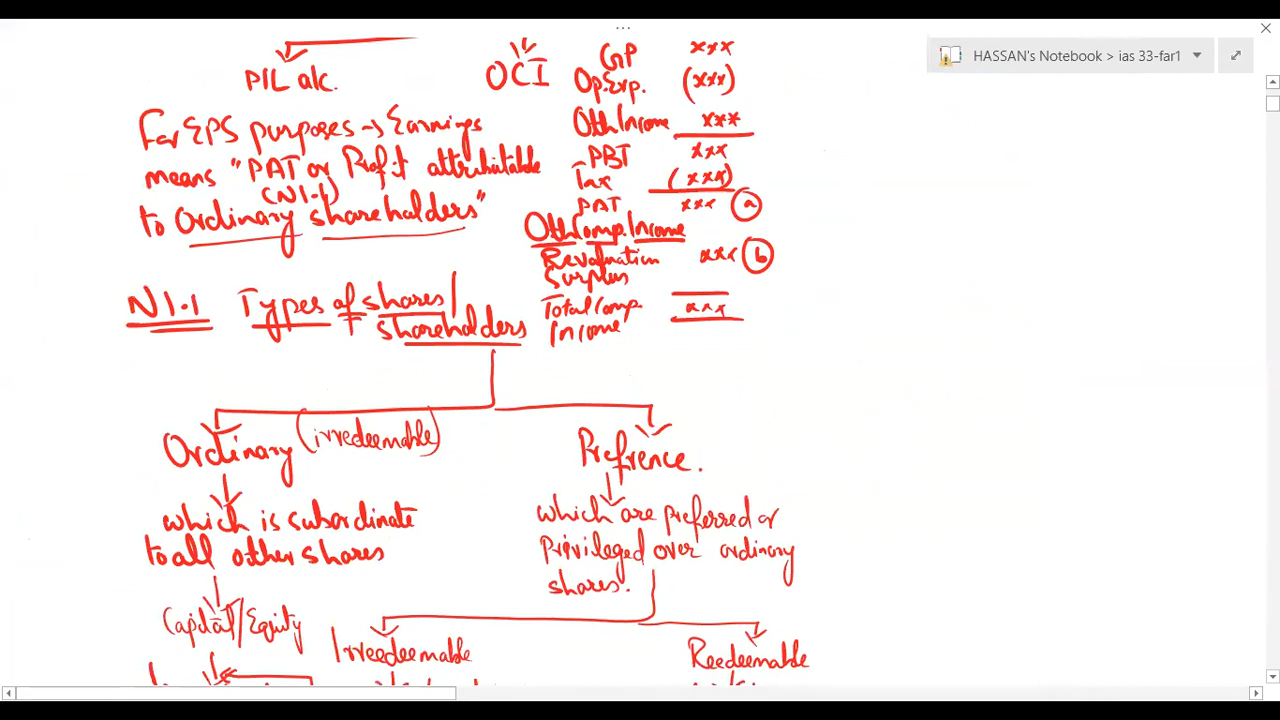 HASSAN's Notebook > ias 33-far1
P/L a/c.
OCI
For EPS purposes → Earnings
means "PAT or Profit attributable
(N1.1)
to Ordinary shareholders"
GP xxx
Op.Exp. (xxx)
Oth Income xxx
PBT xxx
Tax (xxx)
PAT xxx a
Oth Comp. Income
Revaluation xxx b
Surplus
Total comp. xxx
Income
N1.1 Types of shares/
shareholders
Ordinary (irredeemable)
which is subordinate
to all other shares
Capital/Equity
Prefrence.
which are preferred or
privileged over ordinary
shares.
Irreedeemable
Reedeemable